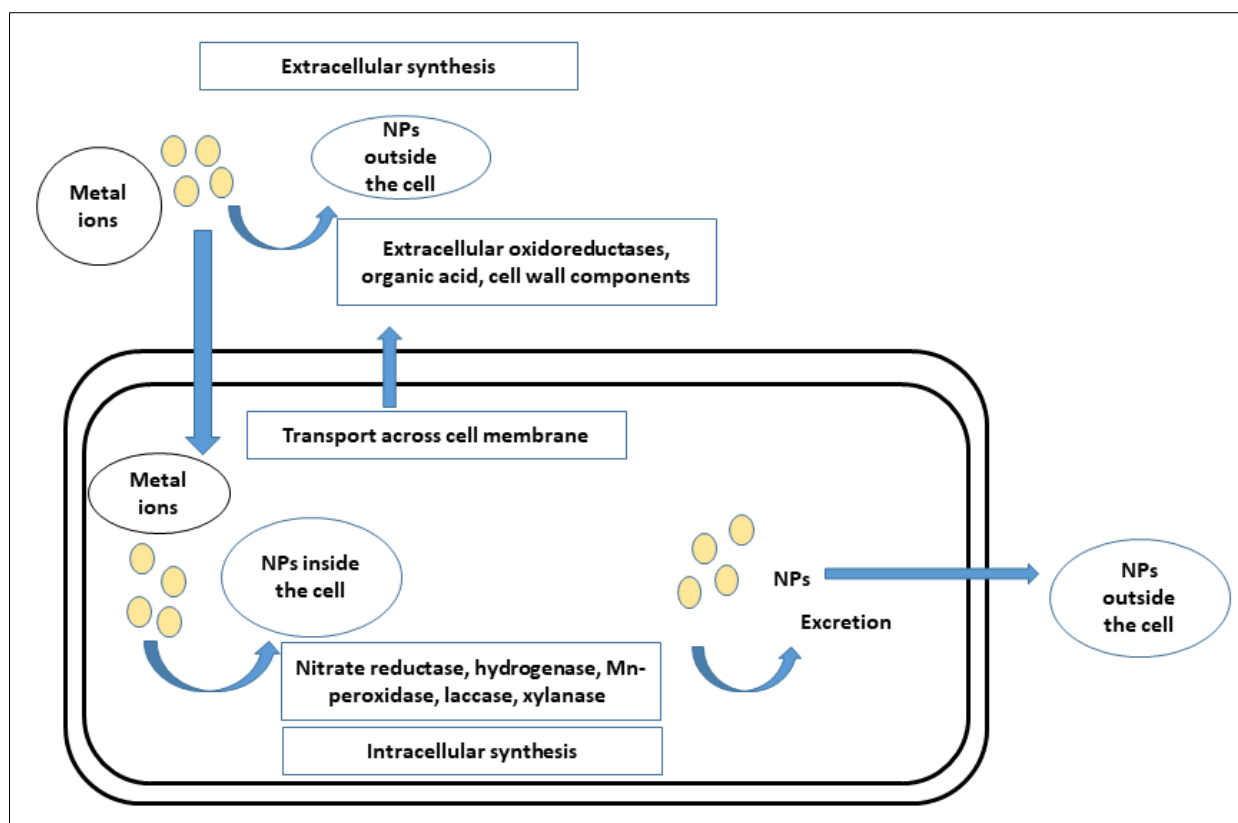 Extracellular synthesis
NPs
outside
the cell
Metal
ions
Extracellular oxidoreductases,
organic acid, cell wall components
Transport across cell membrane
Metal
ions
NPs inside
the cell
NPs
Excretion
NPs
outside
the cell
Nitrate reductase, hydrogenase, Mn-
peroxidase, laccase, xylanase
Intracellular synthesis